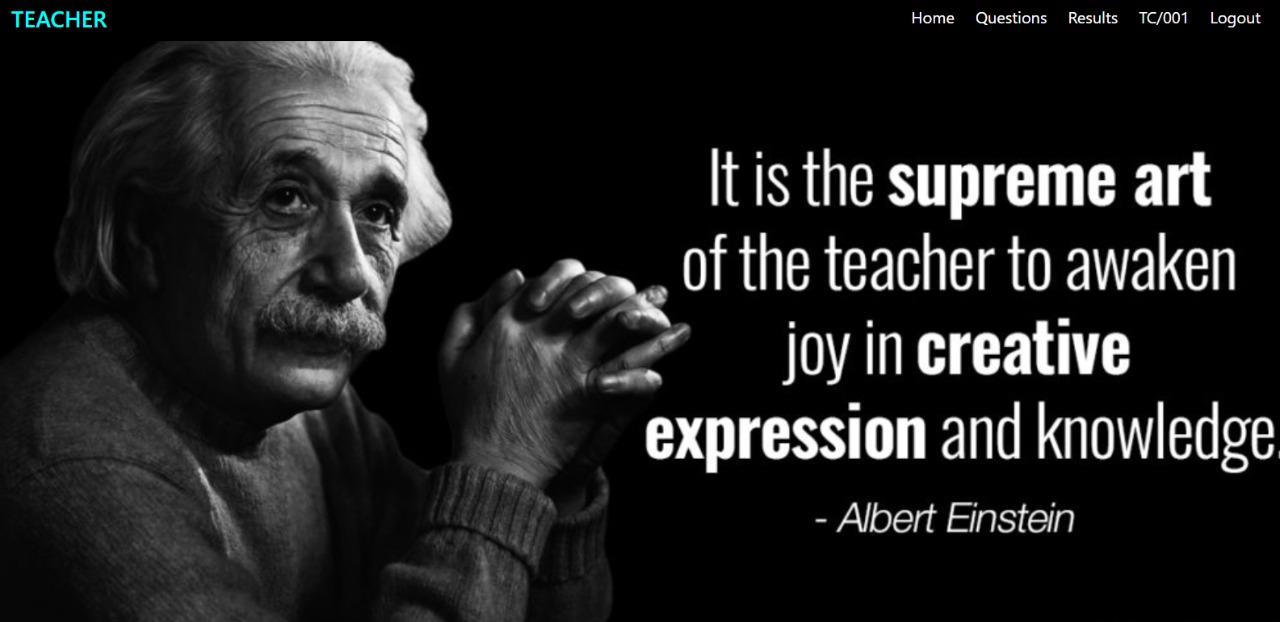 TEACHER
Home Questions Results TC/001 Logout
It is the supreme art
of the teacher to awaken
joy in creative
expression and knowledge.
- Albert Einstein